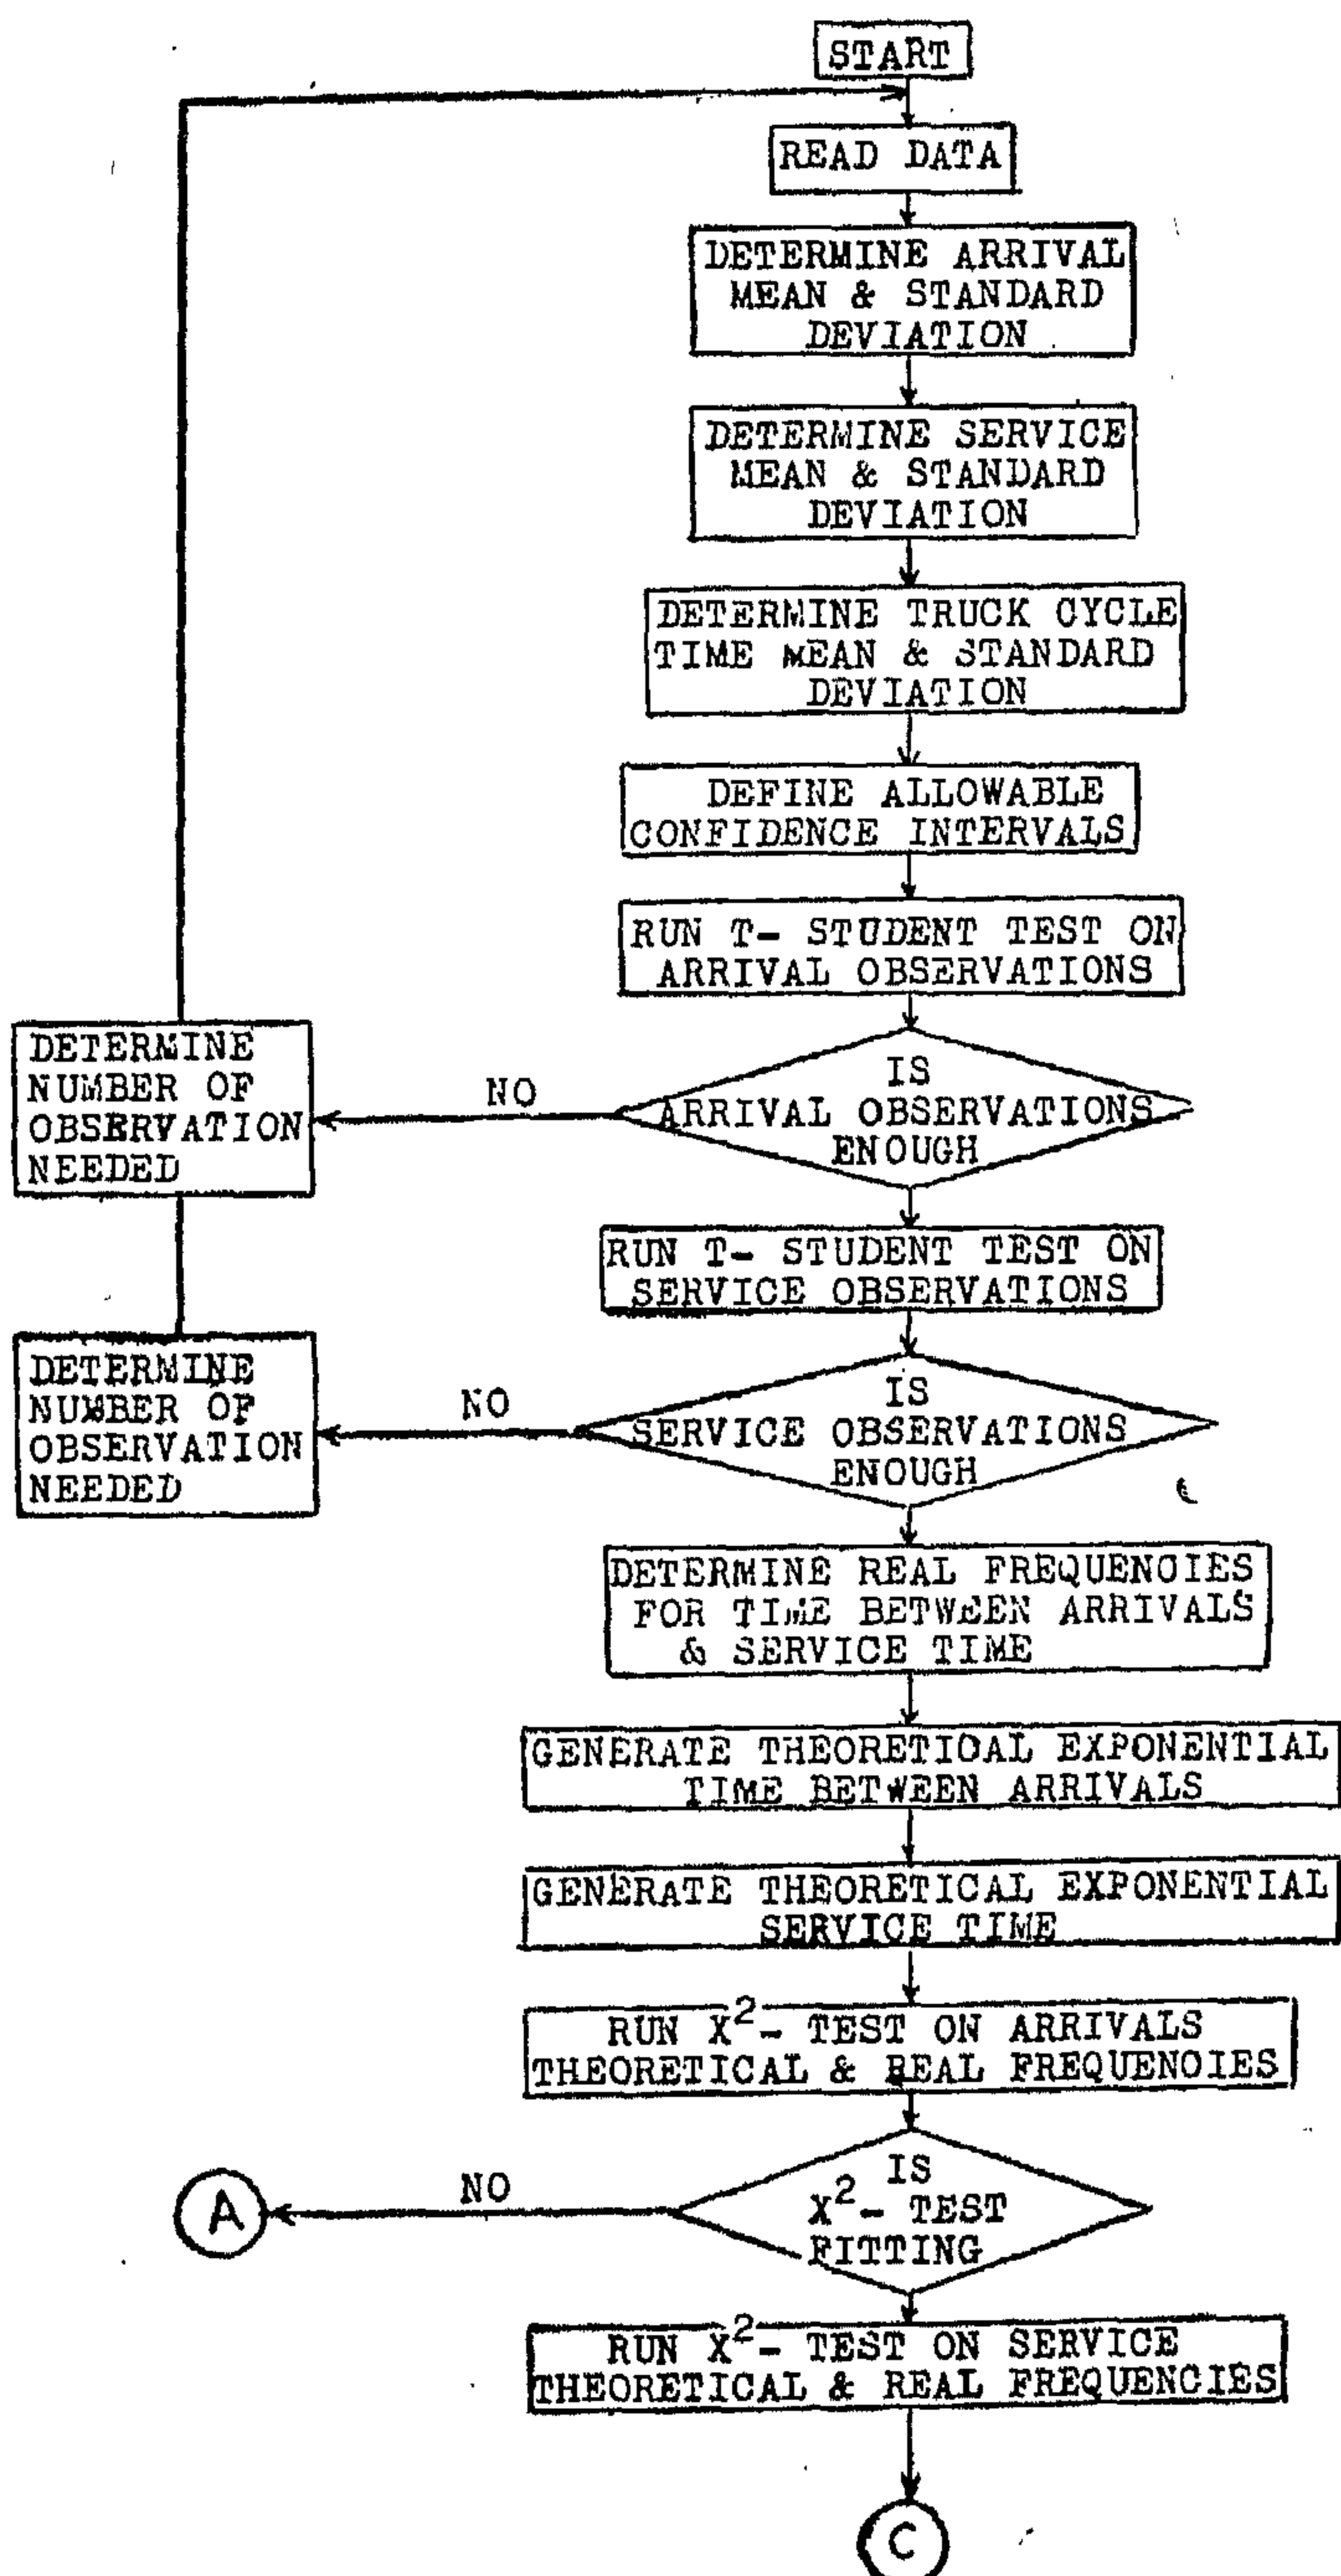 START
READ DATA
DETERMINE ARRIVAL
MEAN & STANDARD
DEVIATION
DETERMINE SERVICE
MEAN & STANDARD
DEVIATION
DETERMINE TRUCK CYCLE
TIME MEAN & STANDARD
DEVIATION
DEFINE ALLOWABLE
CONFIDENCE INTERVALS
RUN T- STUDENT TEST ON
ARRIVAL OBSERVATIONS
IS
ARRIVAL OBSERVATIONS
ENOUGH
NO
DETERMINE
NUMBER OF
OBSERVATION
NEEDED
RUN T- STUDENT TEST ON
SERVICE OBSERVATIONS
IS
SERVICE OBSERVATIONS
ENOUGH
NO
DETERMINE
NUMBER OF
OBSERVATION
NEEDED
DETERMINE REAL FREQUENCIES
FOR TIME BETWEEN ARRIVALS
& SERVICE TIME
GENERATE THEORETICAL EXPONENTIAL
TIME BETWEEN ARRIVALS
GENERATE THEORETICAL EXPONENTIAL
SERVICE TIME
RUN X²- TEST ON ARRIVALS
THEORETICAL & REAL FREQUENCIES
IS
X²- TEST
FITTING
NO
A
RUN X²- TEST ON SERVICE
THEORETICAL & REAL FREQUENCIES
C